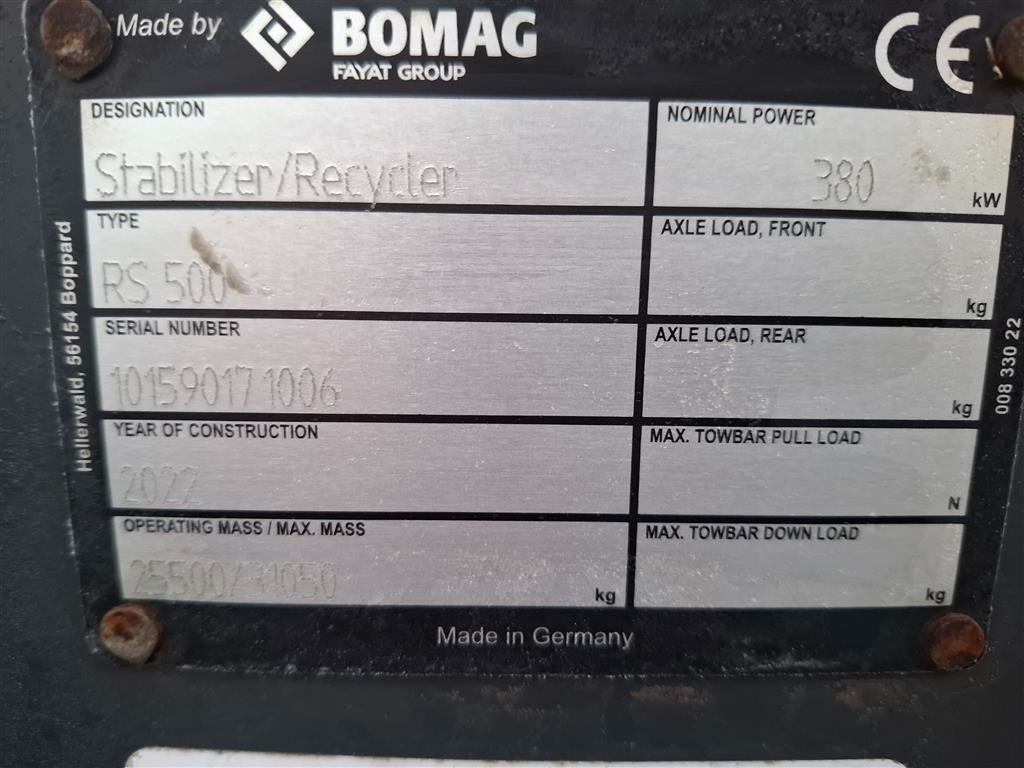 Made by BOMAG
FAYAT GROUP
CE
DESIGNATION
Stabilizer/Recycler
NOMINAL POWER
380 kW
TYPE
RS 500
AXLE LOAD, FRONT
kg
SERIAL NUMBER
101590171006
AXLE LOAD, REAR
kg
YEAR OF CONSTRUCTION
2022
MAX. TOWBAR PULL LOAD
N
OPERATING MASS / MAX. MASS
25500/31050 kg
MAX. TOWBAR DOWN LOAD
kg
Made in Germany
Hellerwald, 56154 Boppard
008 330 22